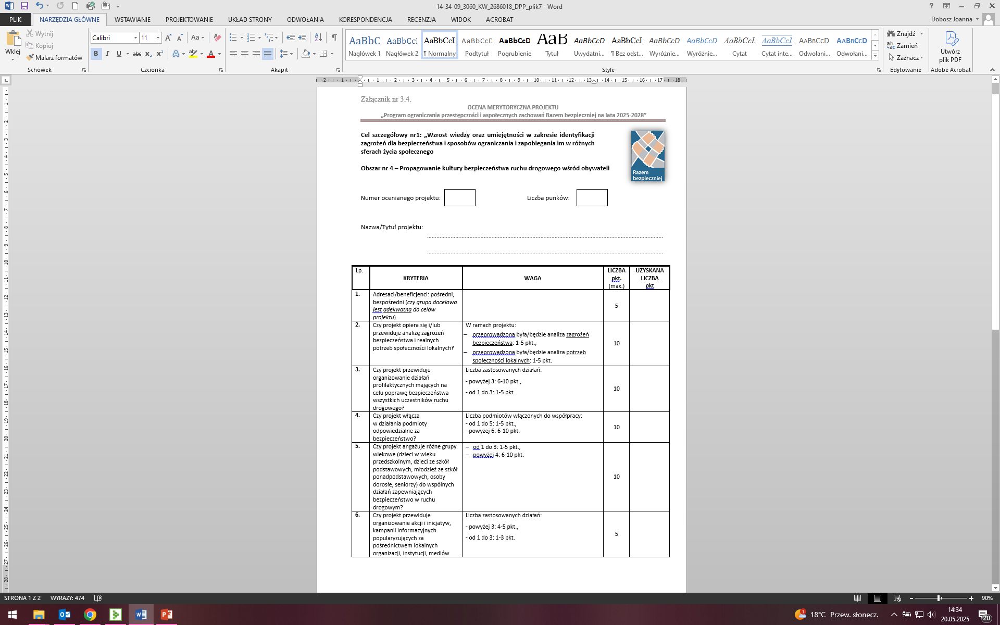 14-34-09_3060_KW_2686018_DPP_plik7 - Word
PLIK NARZĘDZIA GŁÓWNE WSTAWIANIE PROJEKTOWANIE UKŁAD STRONY ODWOŁANIA KORESPONDENCJA RECENZJA WIDOK ACROBAT Dobosz Joanna
Wklej
Wytnij
Kopiuj
Malarz formatów
Schowek
Calibri 11
Czcionka
Akapit
AaBbC AaBbCcI AaBbCcI AaBbCcD AaBbCcD AaB AaBbCcD AaBbCcI AaBbCcD AaBbCcD AaBbCcL AaBbCcL AaBbCcD AaBbCcD
Nagłówek 1 Nagłówek 2 ¶ Normalny Podtytuł Pogrubienie Tytuł Uwydatni... ¶ Bez odst... Wyróżnie... Wyróżnie... Cytat Cytat inte... Odwołani... Odwołani...
Style
Znajdź
Zamień
Zaznacz
Edytowanie
Utwórz
plik PDF
Adobe Acrobat
Załącznik nr 3.4.
OCENA MERYTORYCZNA PROJEKTU
„Program ograniczania przestępczości i aspołecznych zachowań Razem bezpieczniej na lata 2025-2028”
Cel szczegółowy nr1: „Wzrost wiedzy oraz umiejętności w zakresie identyfikacji
zagrożeń dla bezpieczeństwa i sposobów ograniczania i zapobiegania im w różnych
sferach życia społecznego
Obszar nr 4 – Propagowanie kultury bezpieczeństwa ruchu drogowego wśród obywateli
Razem
bezpieczniej
Numer ocenianego projektu: Liczba punków:
Nazwa/Tytuł projektu:
Lp. KRYTERIA WAGA LICZBA pkt. (max.) UZYSKANA LICZBA pkt
1.
Adresaci/beneficjenci: pośredni,
bezpośredni (czy grupa docelowa
jest adekwatna do celów
projektu).
5
2.
Czy projekt opiera się i/lub
przewiduje analizę zagrożeń
bezpieczeństwa i realnych
potrzeb społeczności lokalnych?
W ramach projektu:
– przeprowadzona była/będzie analiza zagrożeń
bezpieczeństwa: 1-5 pkt.,
– przeprowadzona była/będzie analiza potrzeb
społeczności lokalnych: 1-5 pkt.
10
3.
Czy projekt przewiduje
organizowanie działań
profilaktycznych mających na
celu poprawę bezpieczeństwa
wszystkich uczestników ruchu
drogowego?
Liczba zastosowanych działań:
- powyżej 3: 6-10 pkt.,
- od 1 do 3: 1-5 pkt.
10
4.
Czy projekt włącza
w działania podmioty
odpowiedzialne za
bezpieczeństwo?
Liczba podmiotów włączonych do współpracy:
- od 1 do 5: 1-5 pkt.,
- powyżej 6: 6-10 pkt.
10
5.
Czy projekt angażuje różne grupy
wiekowe (dzieci w wieku
przedszkolnym, dzieci ze szkół
podstawowych, młodzież ze szkół
ponadpodstawowych, osoby
dorosłe, seniorzy) do wspólnych
działań zapewniających
bezpieczeństwo w ruchu
drogowym?
– od 1 do 3: 1-5 pkt.,
– powyżej 4: 6-10 pkt.
10
6.
Czy projekt przewiduje
organizowanie akcji i inicjatyw,
kampanii informacyjnych
popularyzujących za
pośrednictwem lokalnych
organizacji, instytucji, mediów
Liczba zastosowanych działań:
- powyżej 3: 4-5 pkt.,
- od 1 do 3: 1-3 pkt.
5
STRONA 1 Z 2 WYRAZY: 474 90%
18°C Przew. słonecz. 14:34
20.05.2025 20